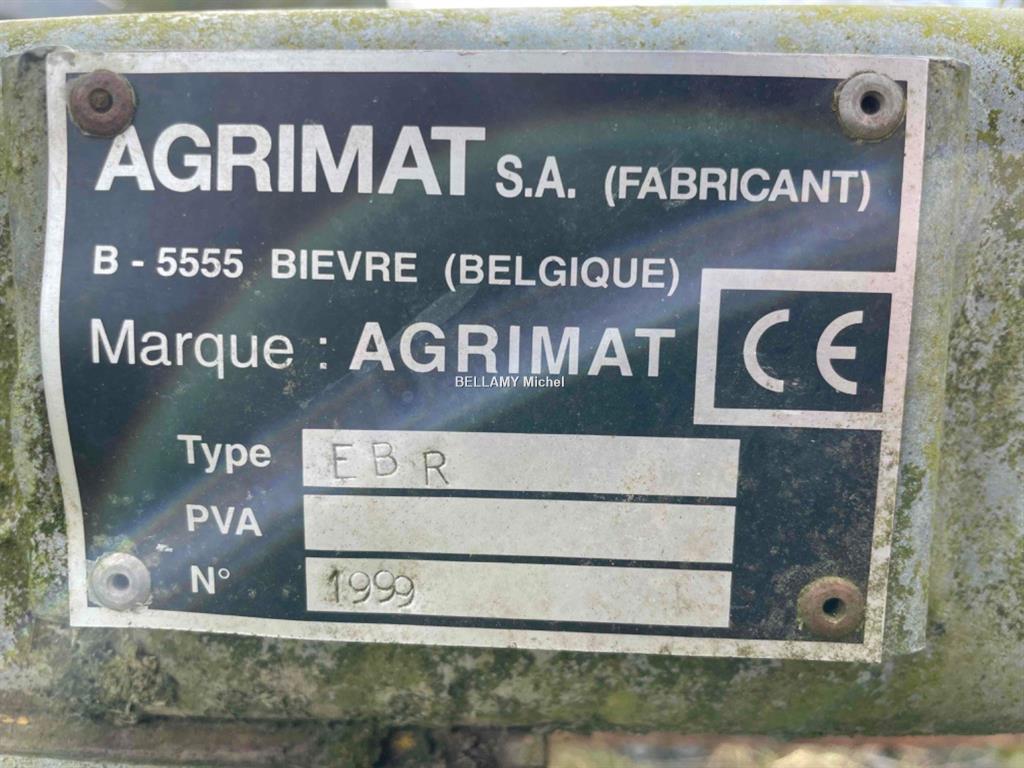 AGRIMAT S.A. (FABRICANT)
B - 5555 BIEVRE (BELGIQUE)
Marque : AGRIMAT
CE
BELLAMY Michel
Type EBR
PVA
N° 1999